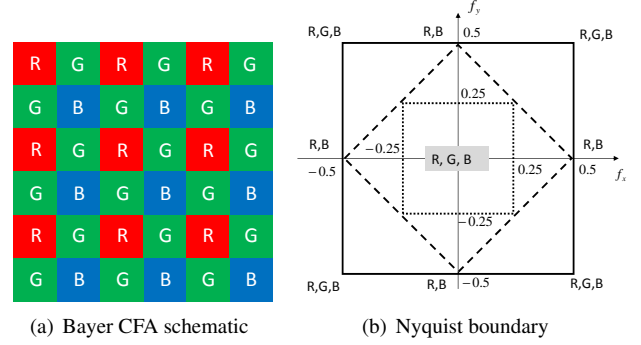 R G R G R G
G B G B G B
R G R G R G
G B G B G B
R G R G R G
G B G B G B
(a) Bayer CFA schematic
f_y
R,G,B R,B 0.5 R,G,B
0.25
R,B −0.25 R, G, B 0.25 R,B
−0.5 0.5 f_x
−0.25
R,G,B R,B −0.5 R,G,B
(b) Nyquist boundary